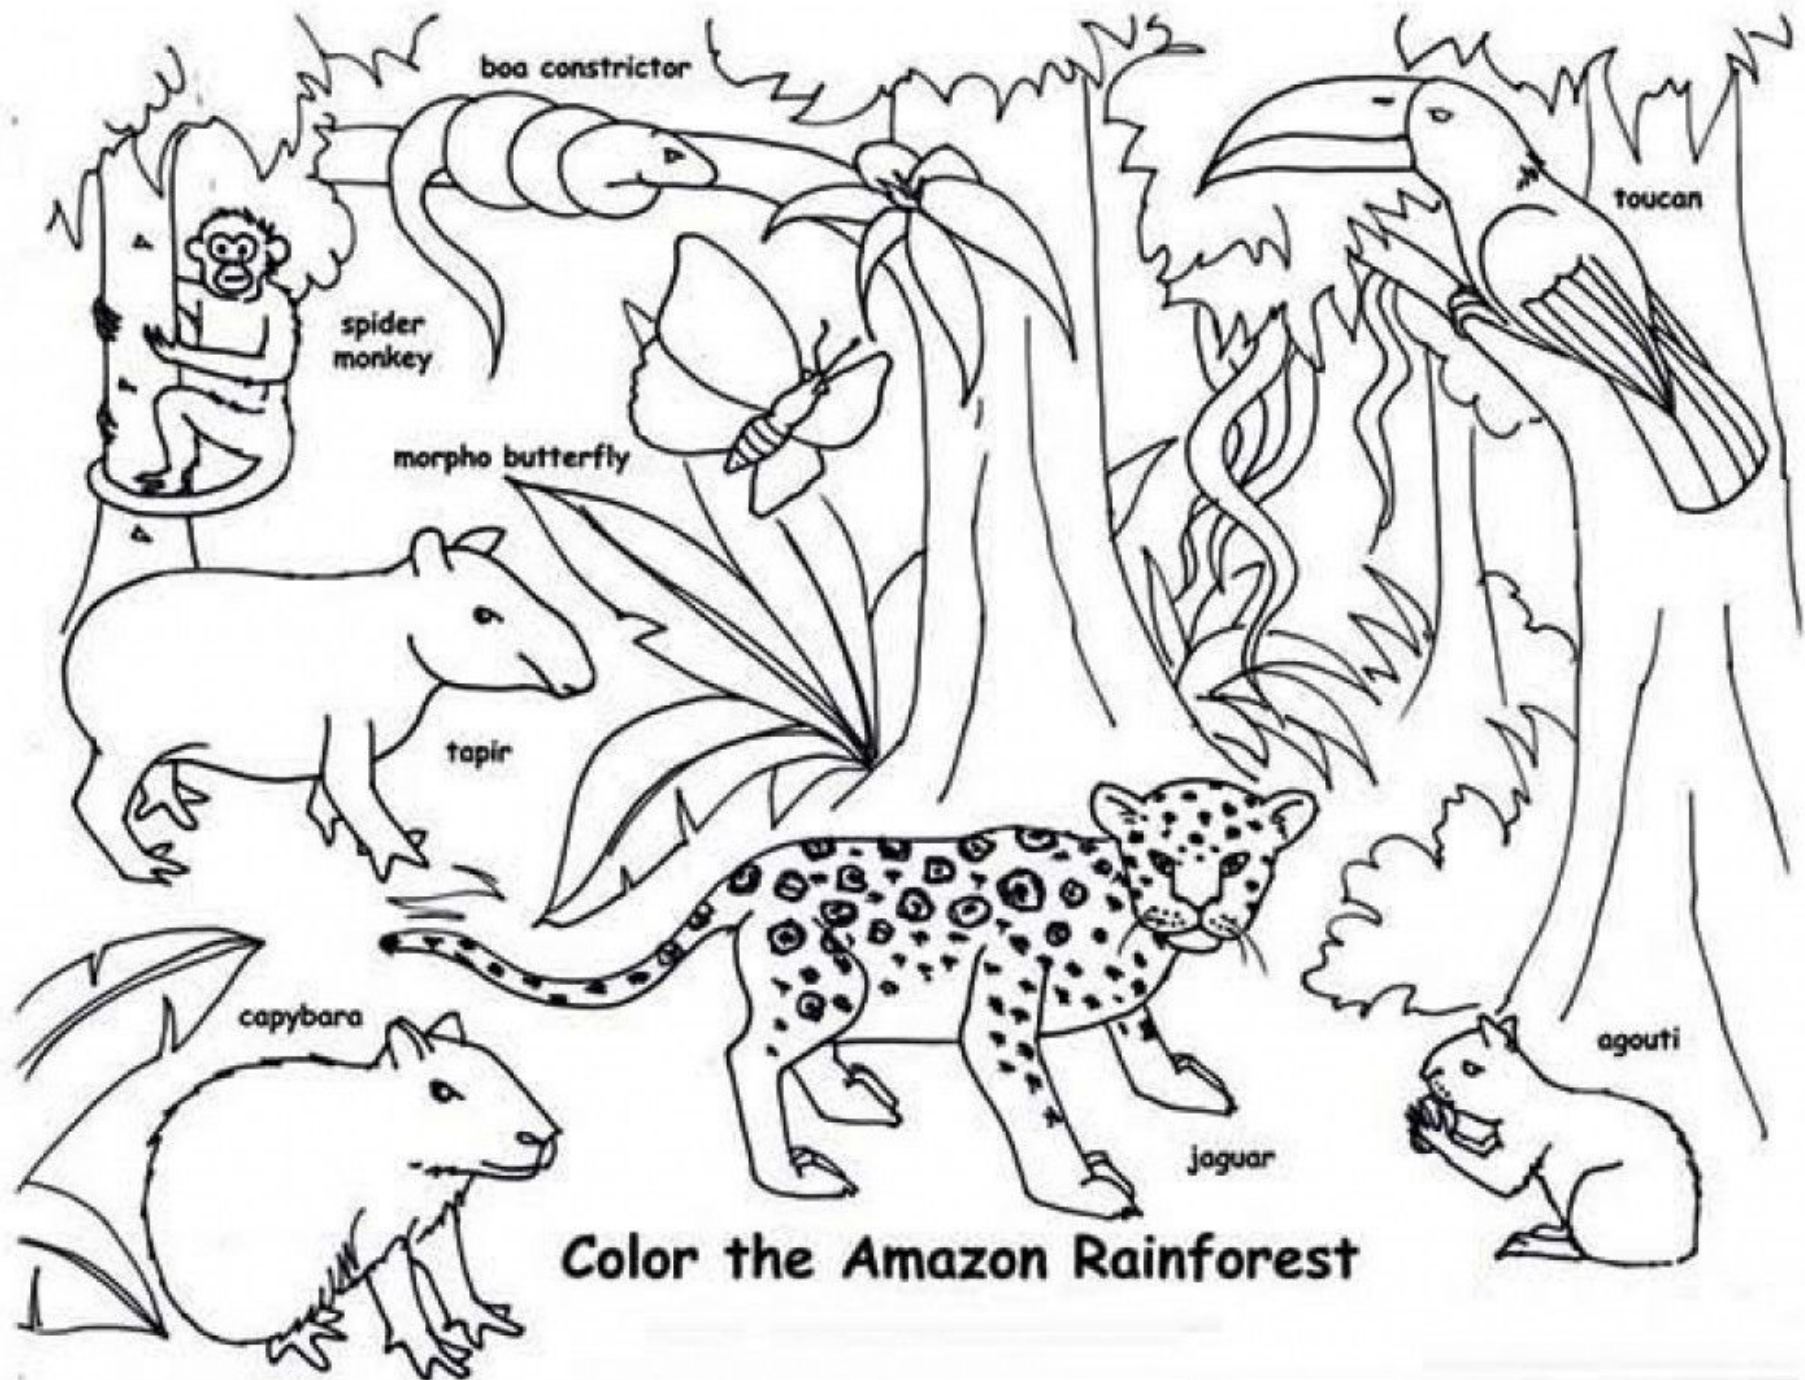 boa constrictor
toucan
spider
monkey
morpho butterfly
tapir
capybara
agouti
jaguar
Color the Amazon Rainforest